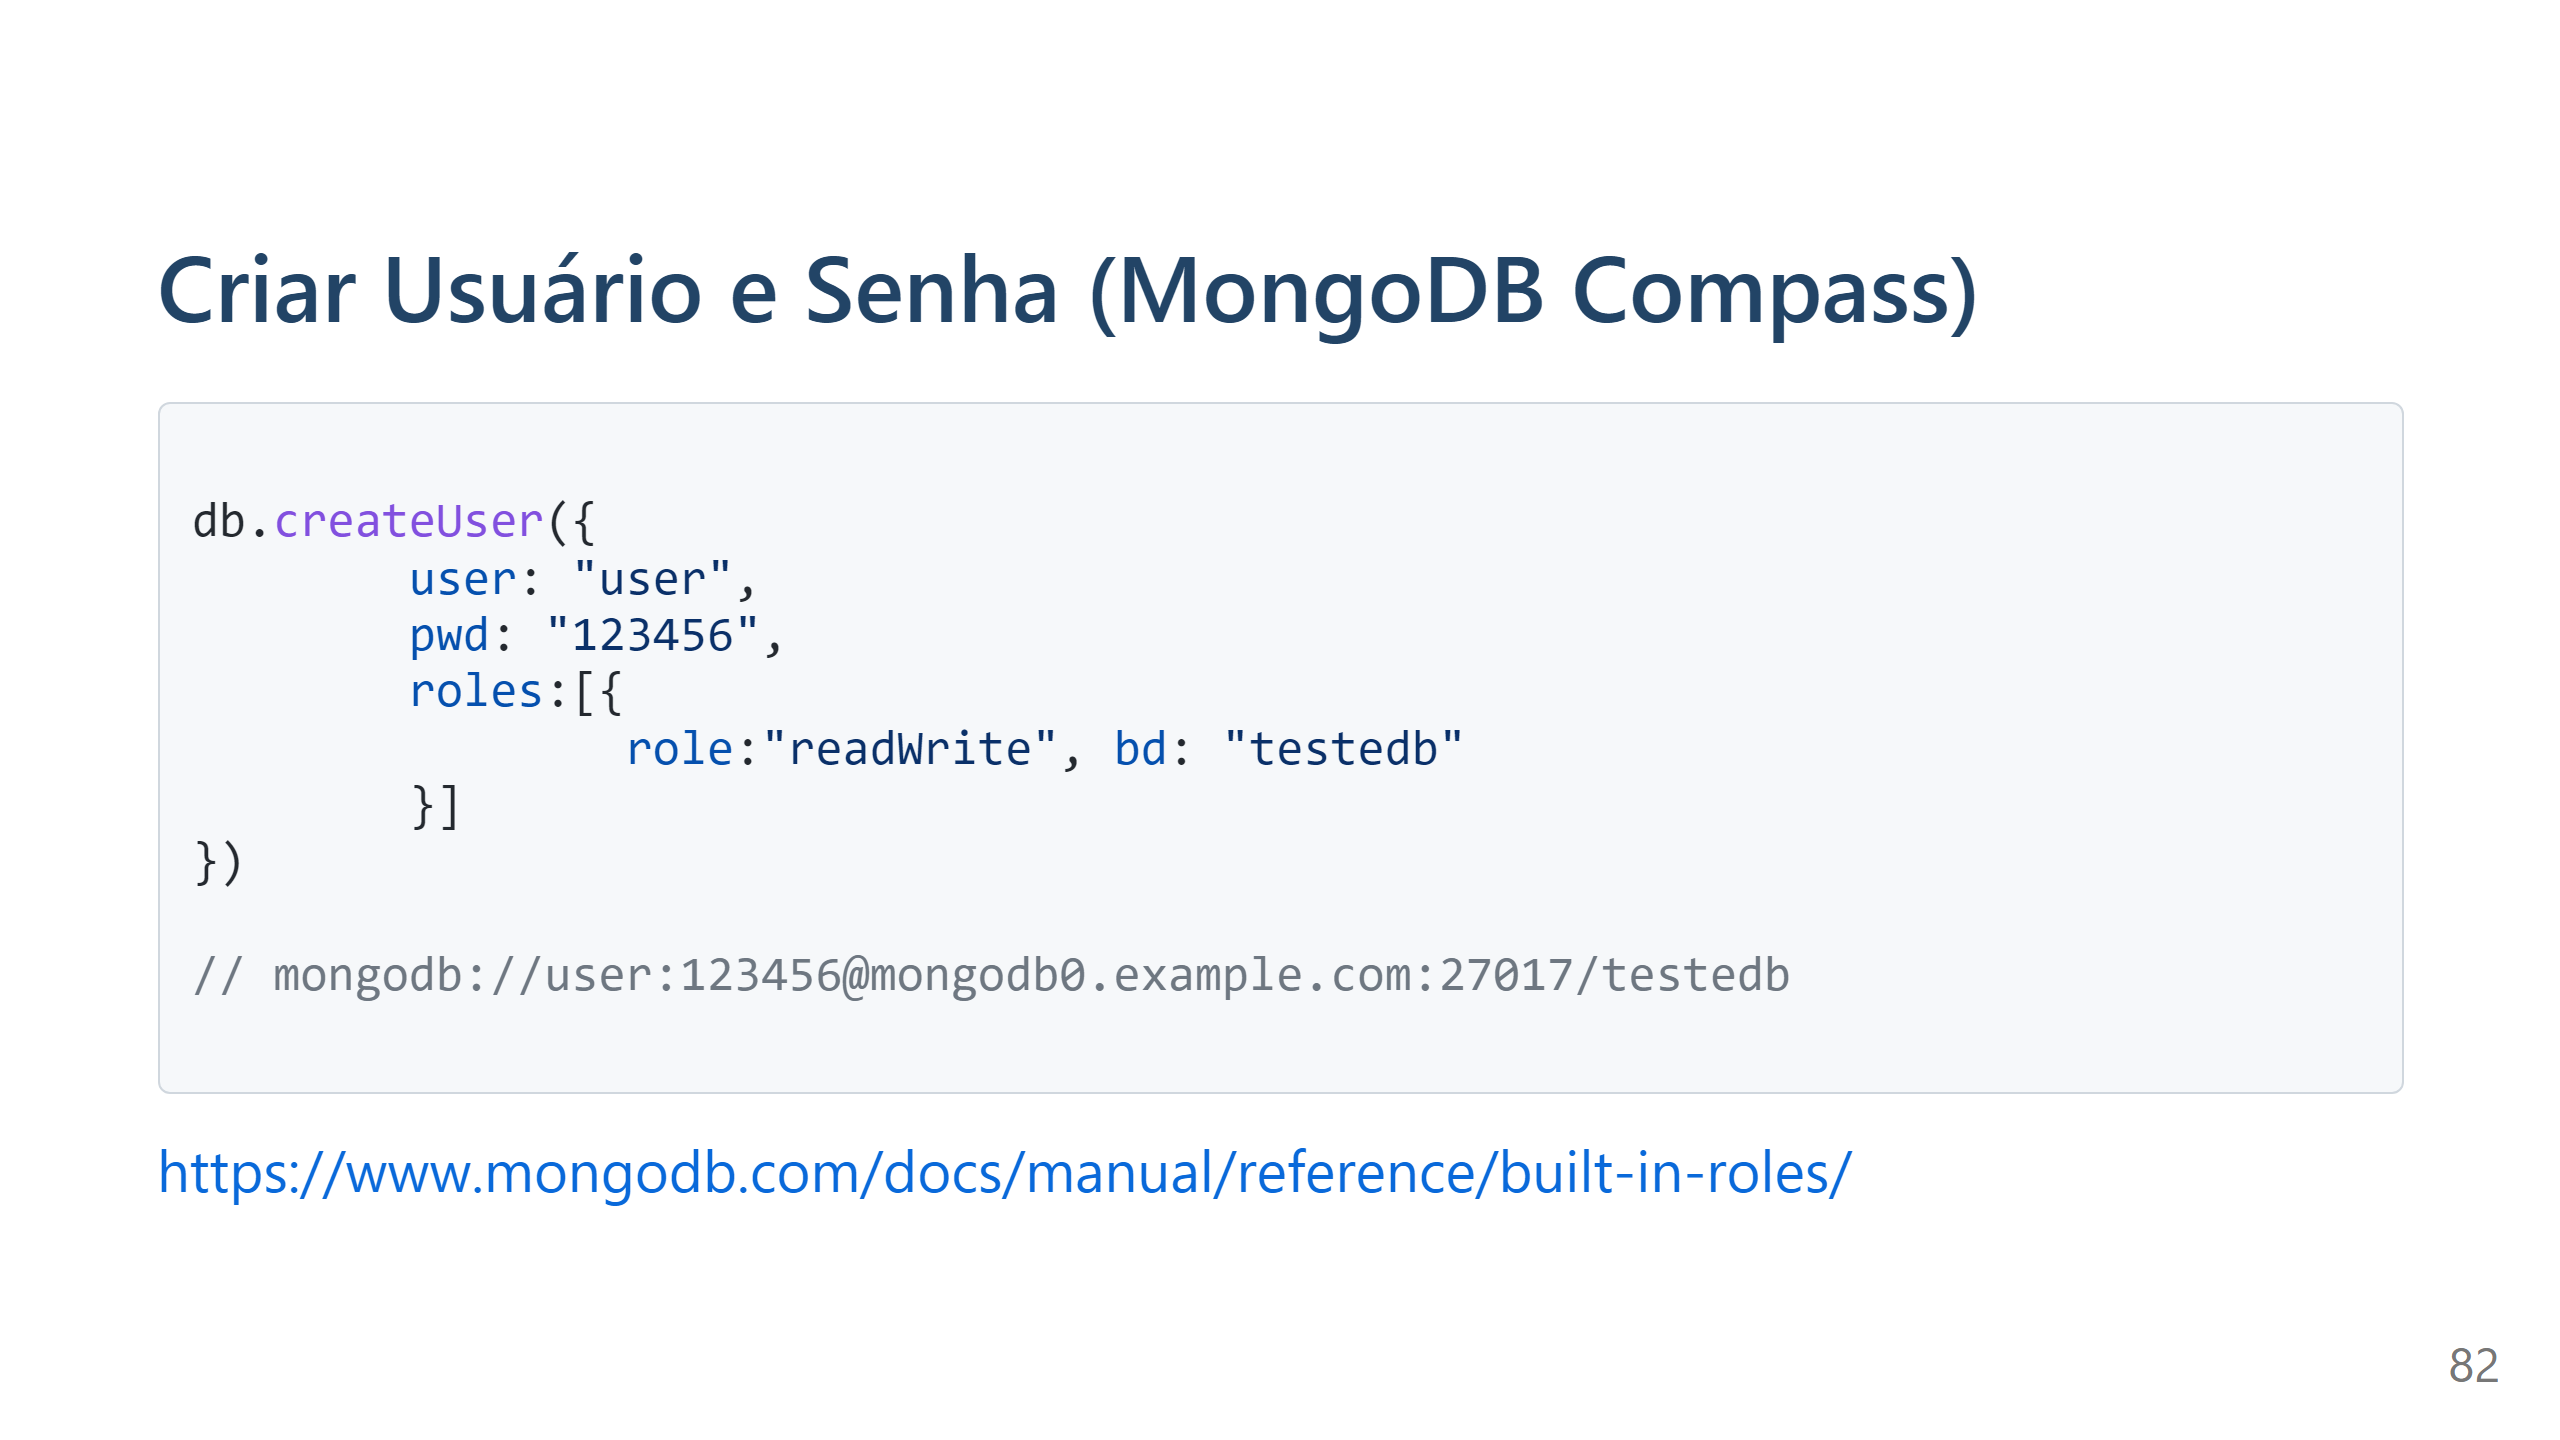 Criar Usuário e Senha (MongoDB Compass)
db.createUser({
        user: "user",
        pwd: "123456",
        roles:[{
                role:"readWrite", bd: "testedb"
        }]
})
// mongodb://user:123456@mongodb0.example.com:27017/testedb
https://www.mongodb.com/docs/manual/reference/built-in-roles/
82